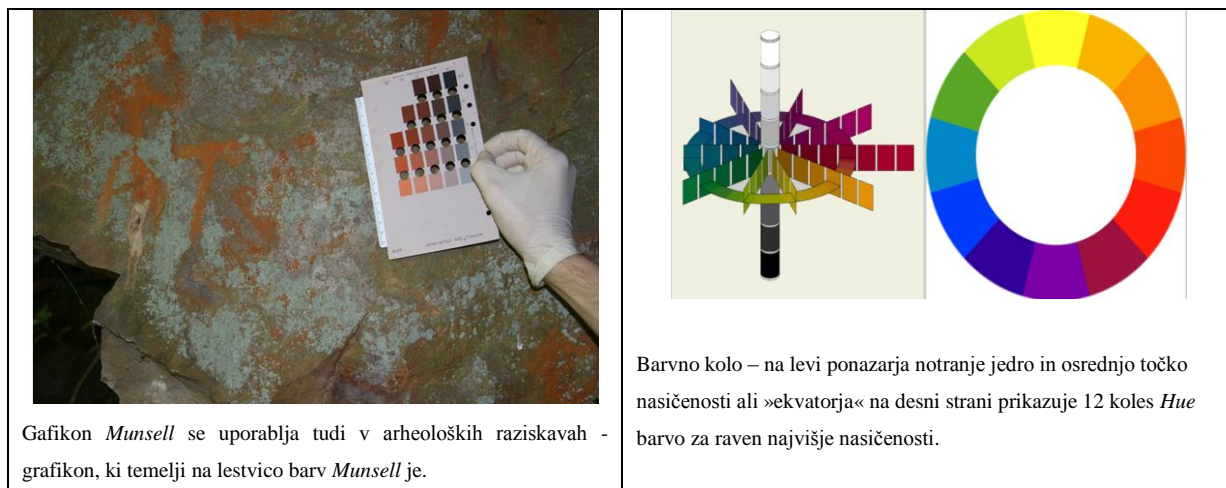 Gafikon Munsell se uporablja tudi v arheoloških raziskavah -
grafikon, ki temelji na lestvico barv Munsell je.
Barvno kolo – na levi ponazarja notranje jedro in osrednjo točko
nasičenosti ali »ekvatorja« na desni strani prikazuje 12 koles Hue
barvo za raven najvišje nasičenosti.